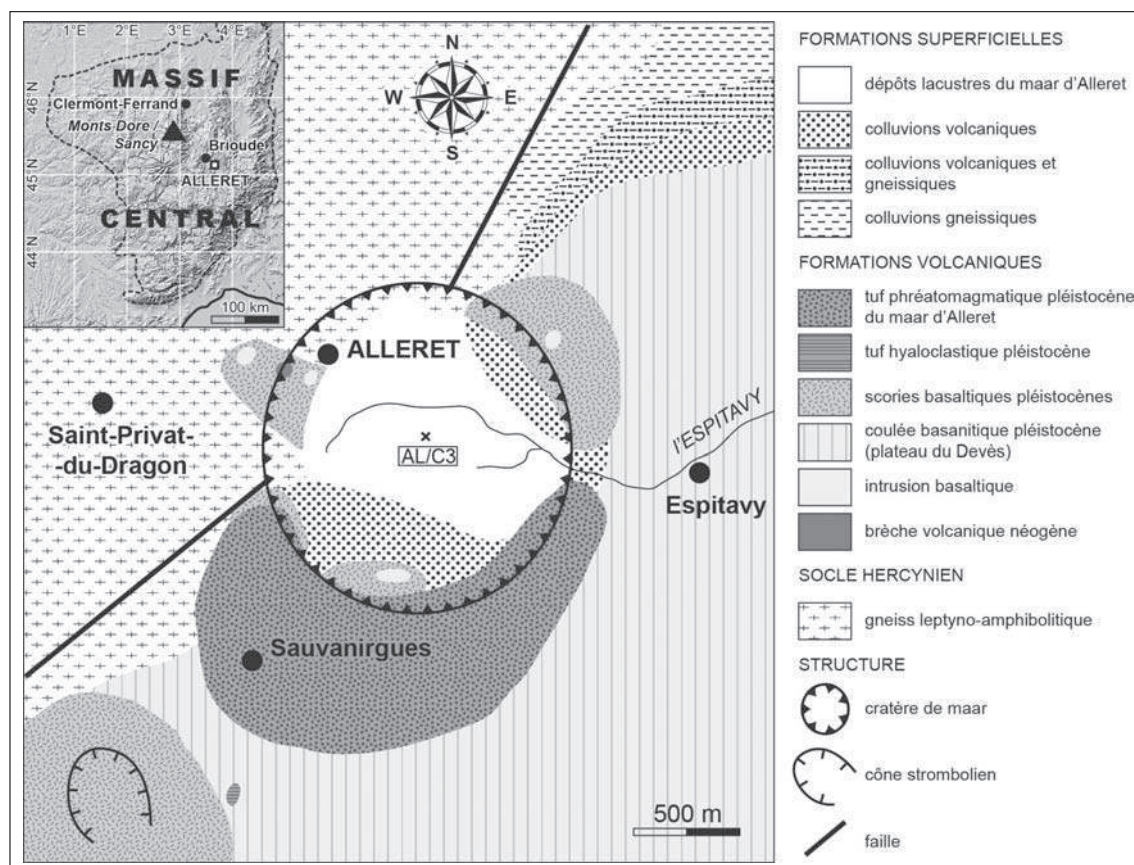 1°E 2°E 3°E 4°E
46°N
45°N
44°N
MASSIF
Clermont-Ferrand
Monts Dore /
Sancy
Brioude
ALLERET
CENTRAL
100 km
N
W E
S
ALLERET
Saint-Privat-
-du-Dragon
AL/C3
l'ESPITAVY
Espitavy
Sauvanirgues
500 m
FORMATIONS SUPERFICIELLES
dépôts lacustres du maar d'Alleret
colluvions volcaniques
colluvions volcaniques et
gneissiques
colluvions gneissiques
FORMATIONS VOLCANIQUES
tuf phréatomagmatique pléistocène
du maar d'Alleret
tuf hyaloclastique pléistocène
scories basaltiques pléistocènes
coulée basanitique pléistocène
(plateau du Devès)
intrusion basaltique
brèche volcanique néogène
SOCLE HERCYNIEN
gneiss leptyno-amphibolitique
STRUCTURE
cratère de maar
cône strombolien
faille